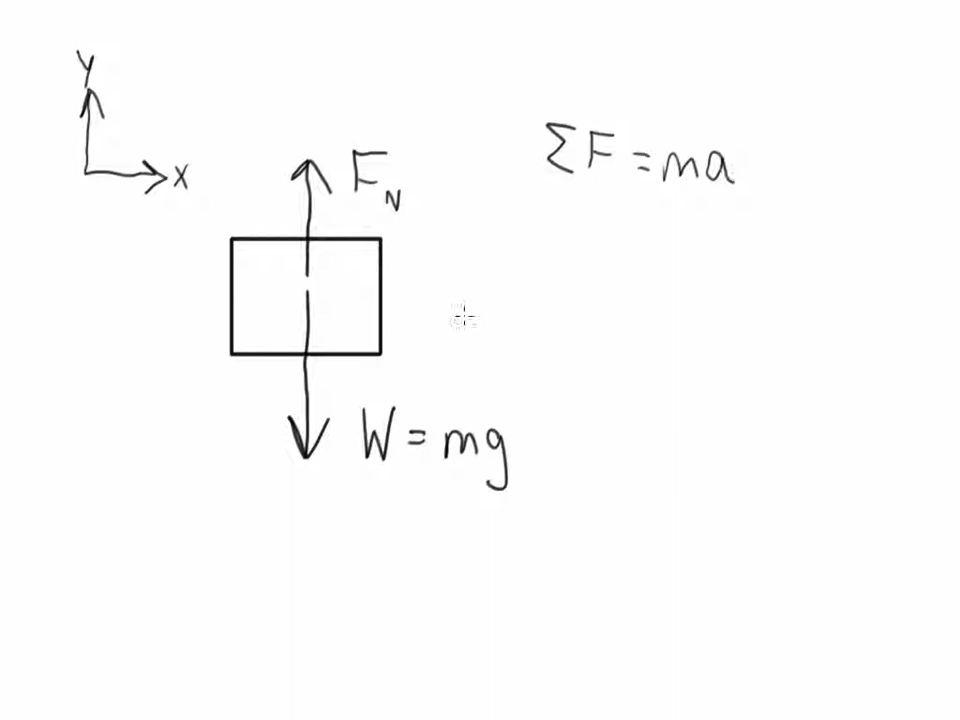 Y
X
F_N
ΣF = ma
W = mg